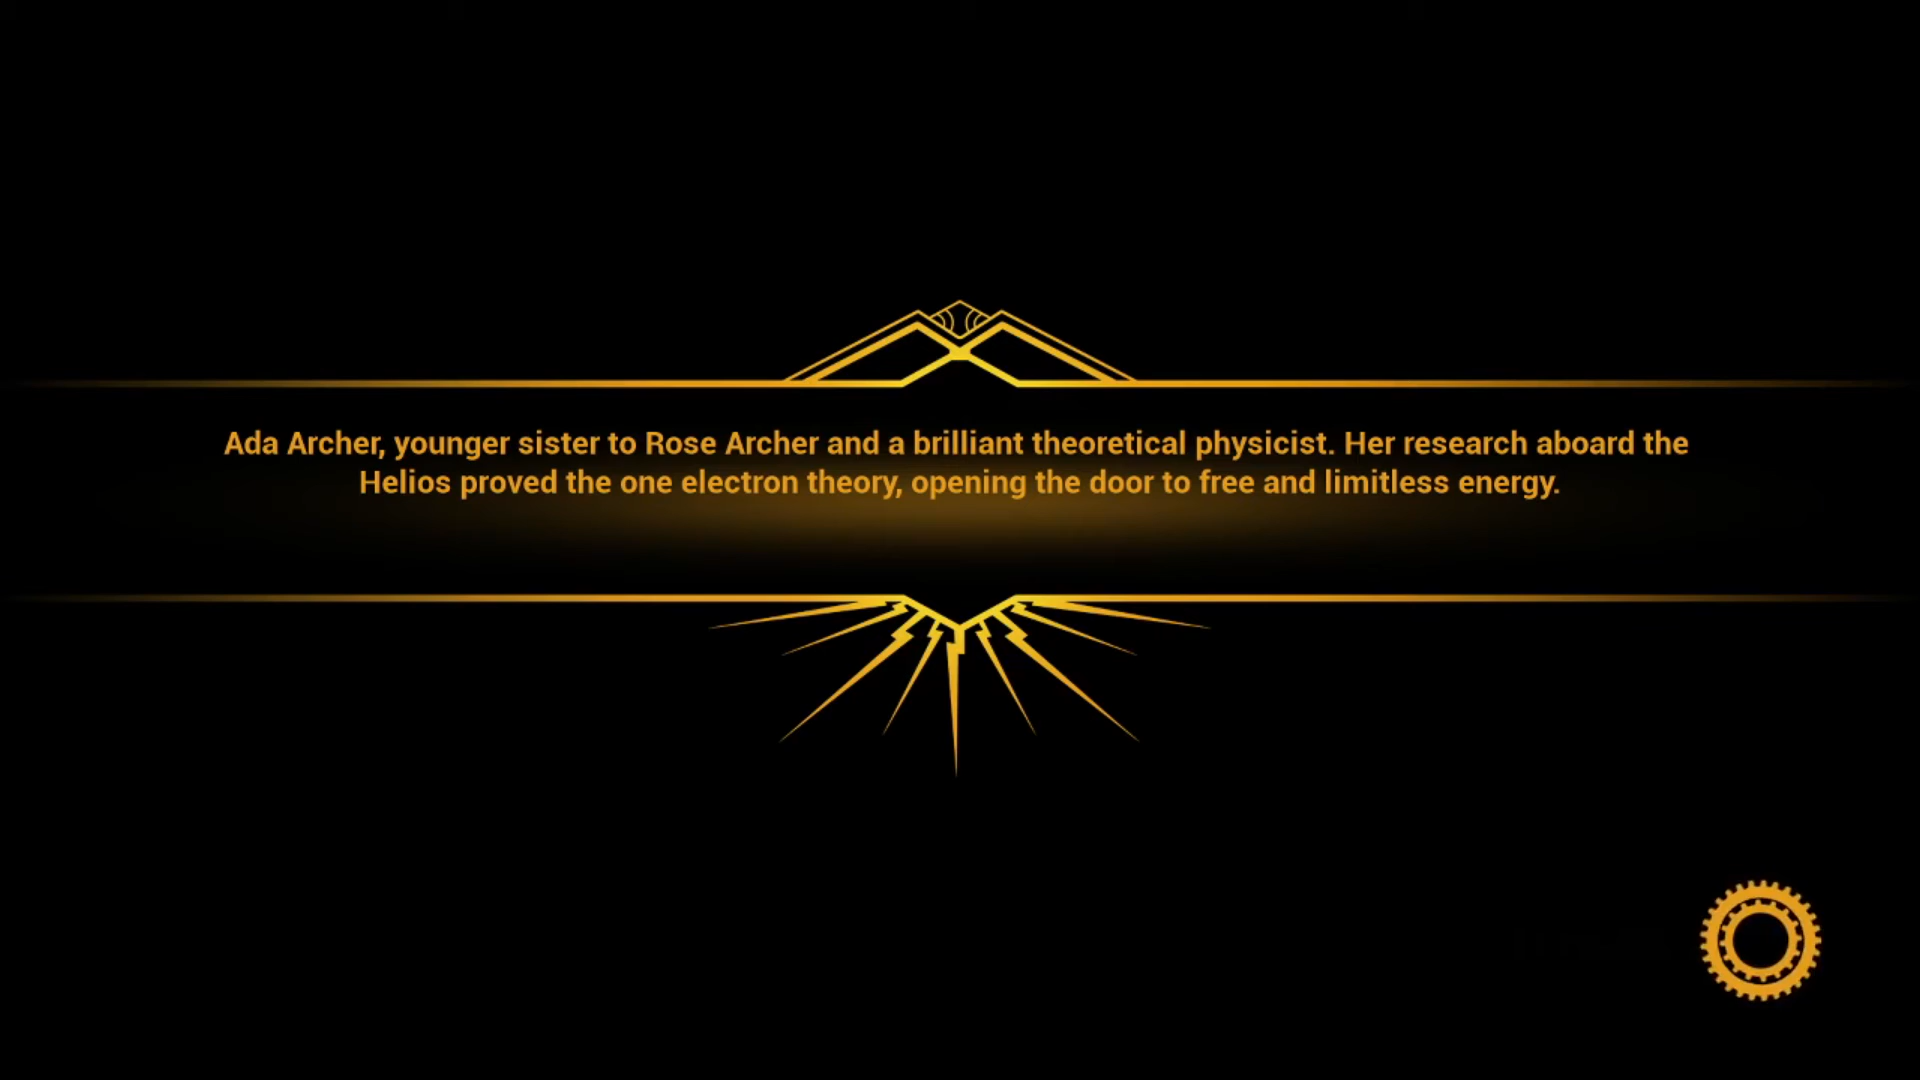 Ada Archer, younger sister to Rose Archer and a brilliant theoretical physicist. Her research aboard the
Helios proved the one electron theory, opening the door to free and limitless energy.